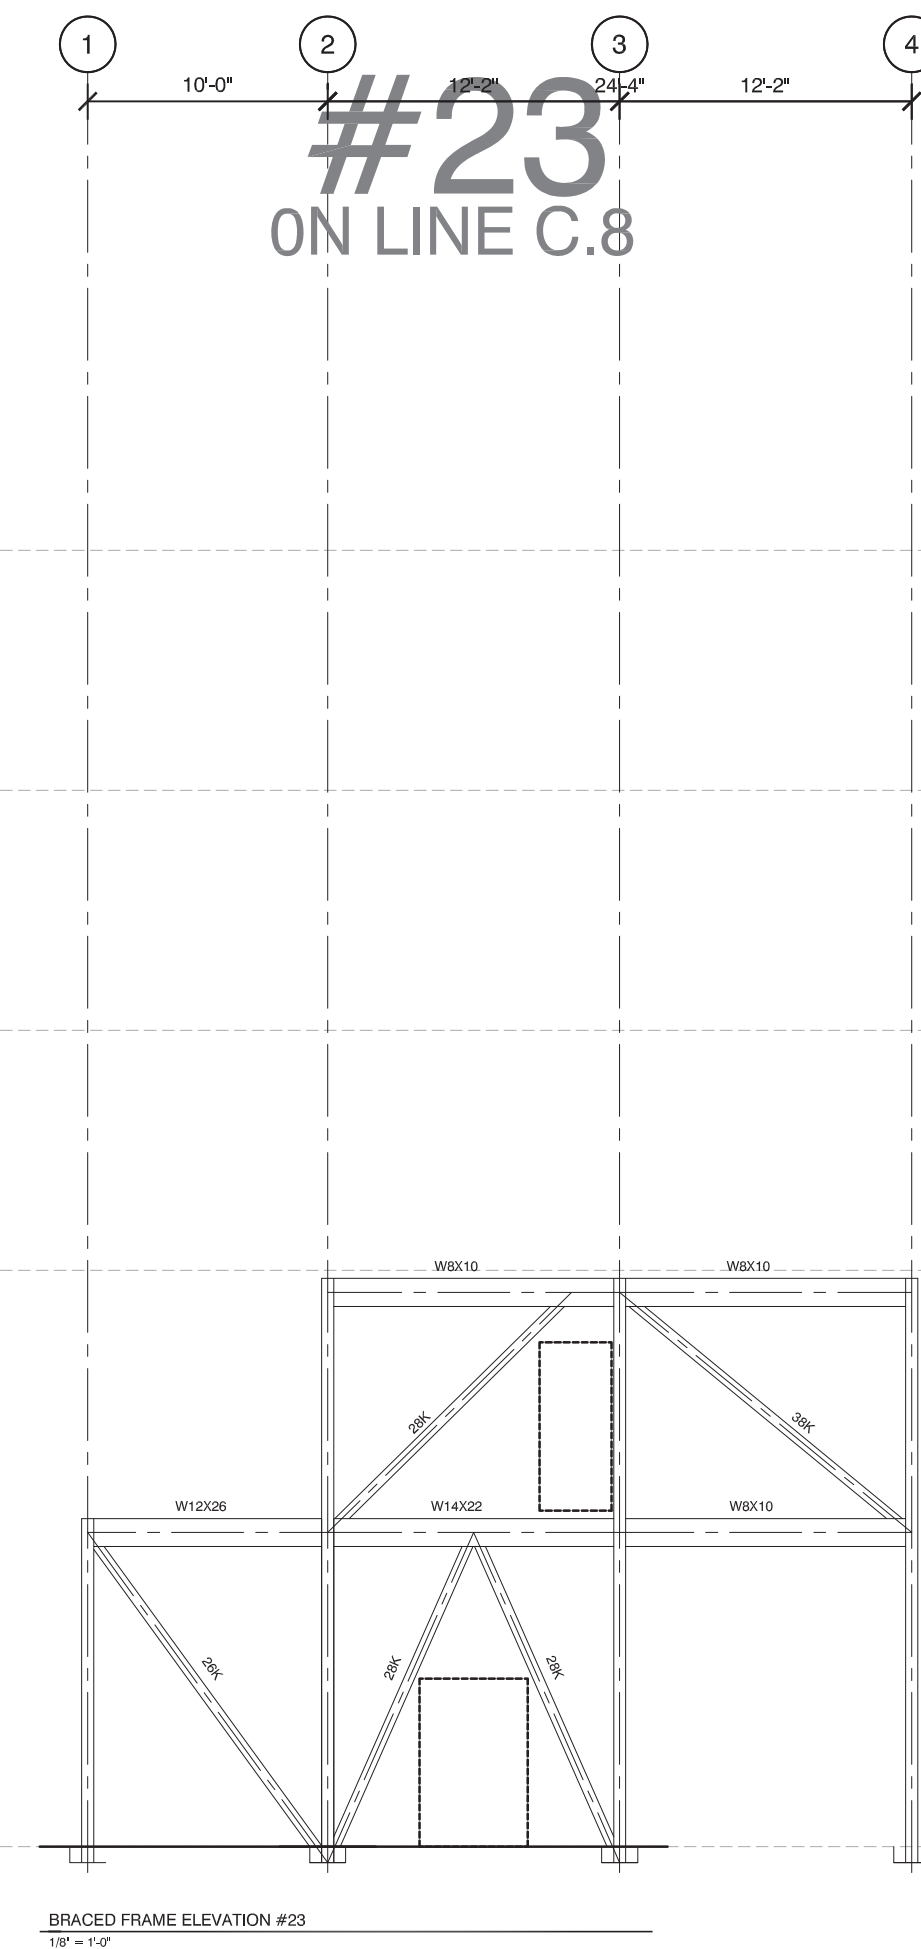 1 2 3 4
10'-0" 12'-2" 24'-4" 12'-2"
#23
0N LINE C.8
W8X10 W8X10
28K 38K
W12X26 W14X22 W8X10
26K 28K 28K
BRACED FRAME ELEVATION #23
1/8" = 1'-0"